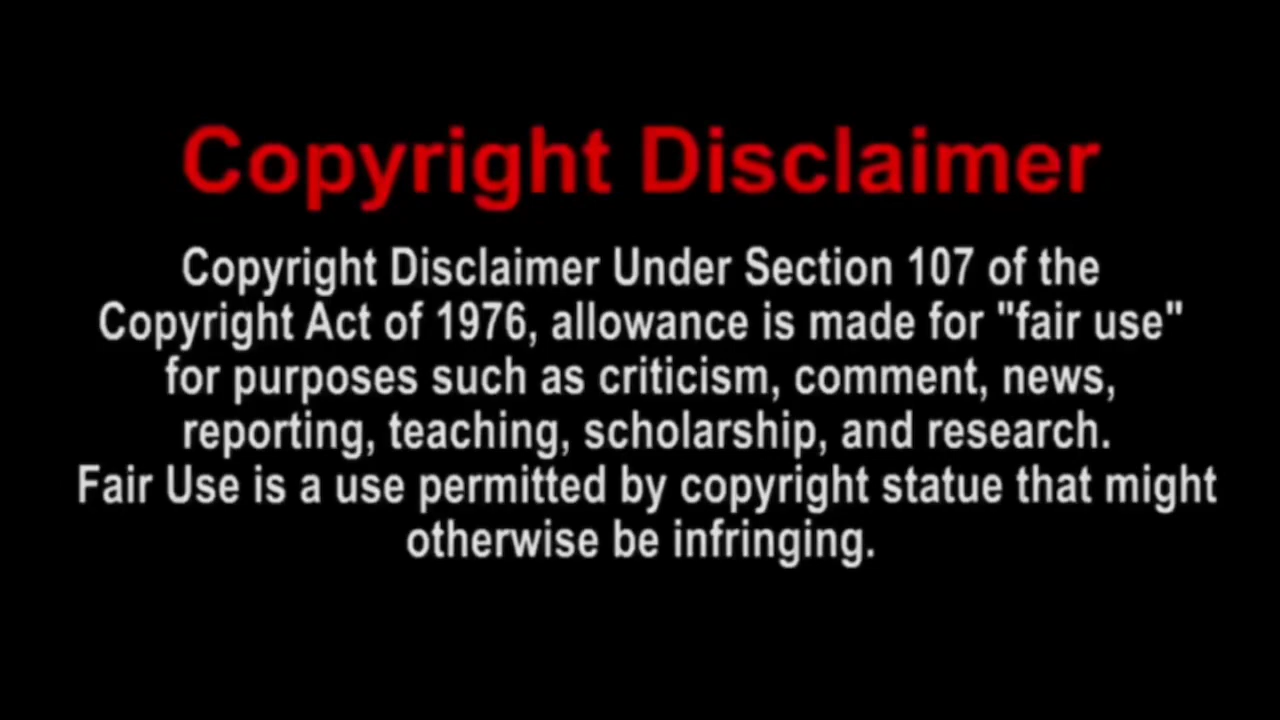 Copyright Disclaimer
Copyright Disclaimer Under Section 107 of the
Copyright Act of 1976, allowance is made for "fair use"
for purposes such as criticism, comment, news,
reporting, teaching, scholarship, and research.
Fair Use is a use permitted by copyright statue that might
otherwise be infringing.